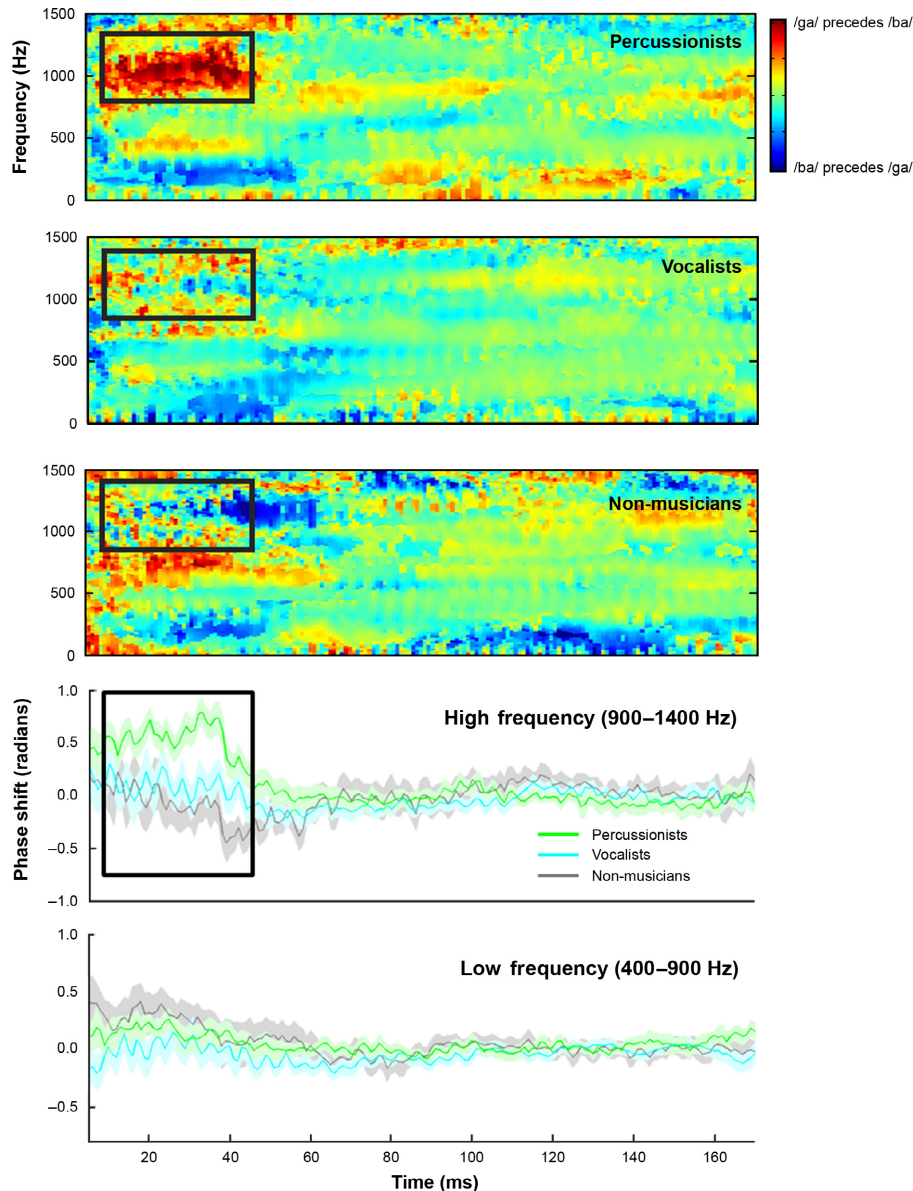 1500
/ga/ precedes /ba/
Percussionists
1000
Frequency (Hz)
500
/ba/ precedes /ga/
0
1500
Vocalists
1000
500
0
1500
Non-musicians
1000
500
0
1.0
High frequency (900–1400 Hz)
0.5
Phase shift (radians)
0.0
Percussionists
–0.5
Vocalists
Non-musicians
–1.0
1.0
Low frequency (400–900 Hz)
0.5
0.0
–0.5
20 40 60 80 100 120 140 160
Time (ms)